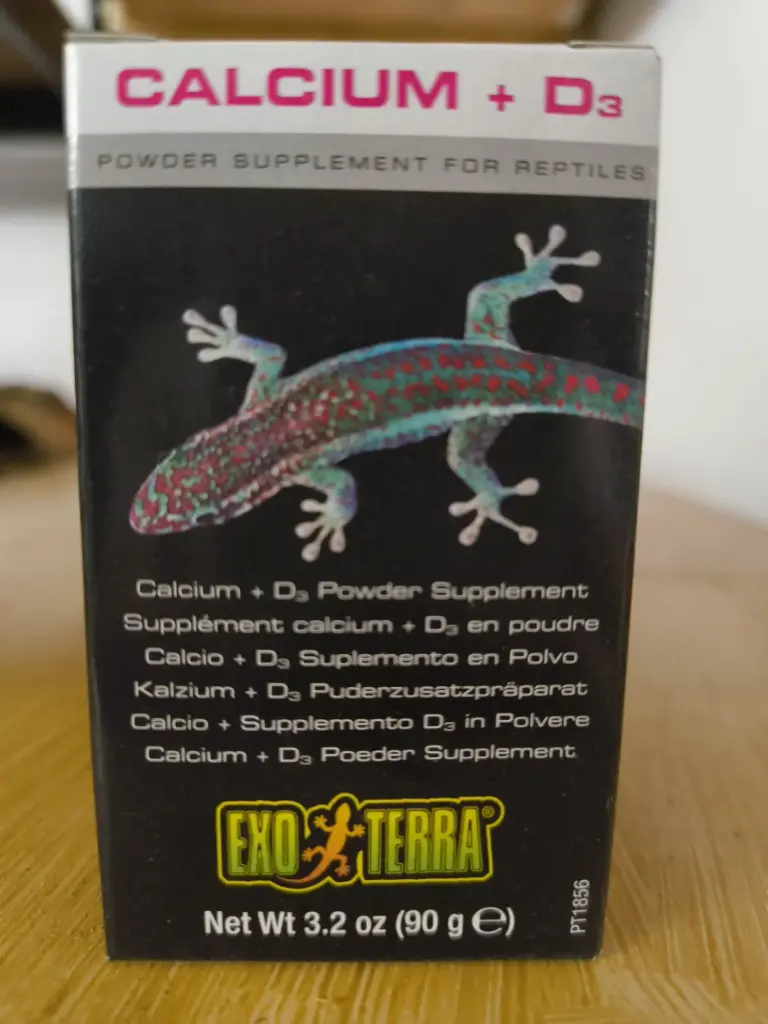 CALCIUM + D₃
POWDER SUPPLEMENT FOR REPTILES
Calcium + D₃ Powder Supplement
Supplément calcium + D₃ en poudre
Calcio + D₃ Suplemento en Polvo
Kalzium + D₃ Puderzusatzpräparat
Calcio + Supplemento D₃ in Polvere
Calcium + D₃ Poeder Supplement
EXO TERRA®
Net Wt 3.2 oz (90 g ℮)
PT1856